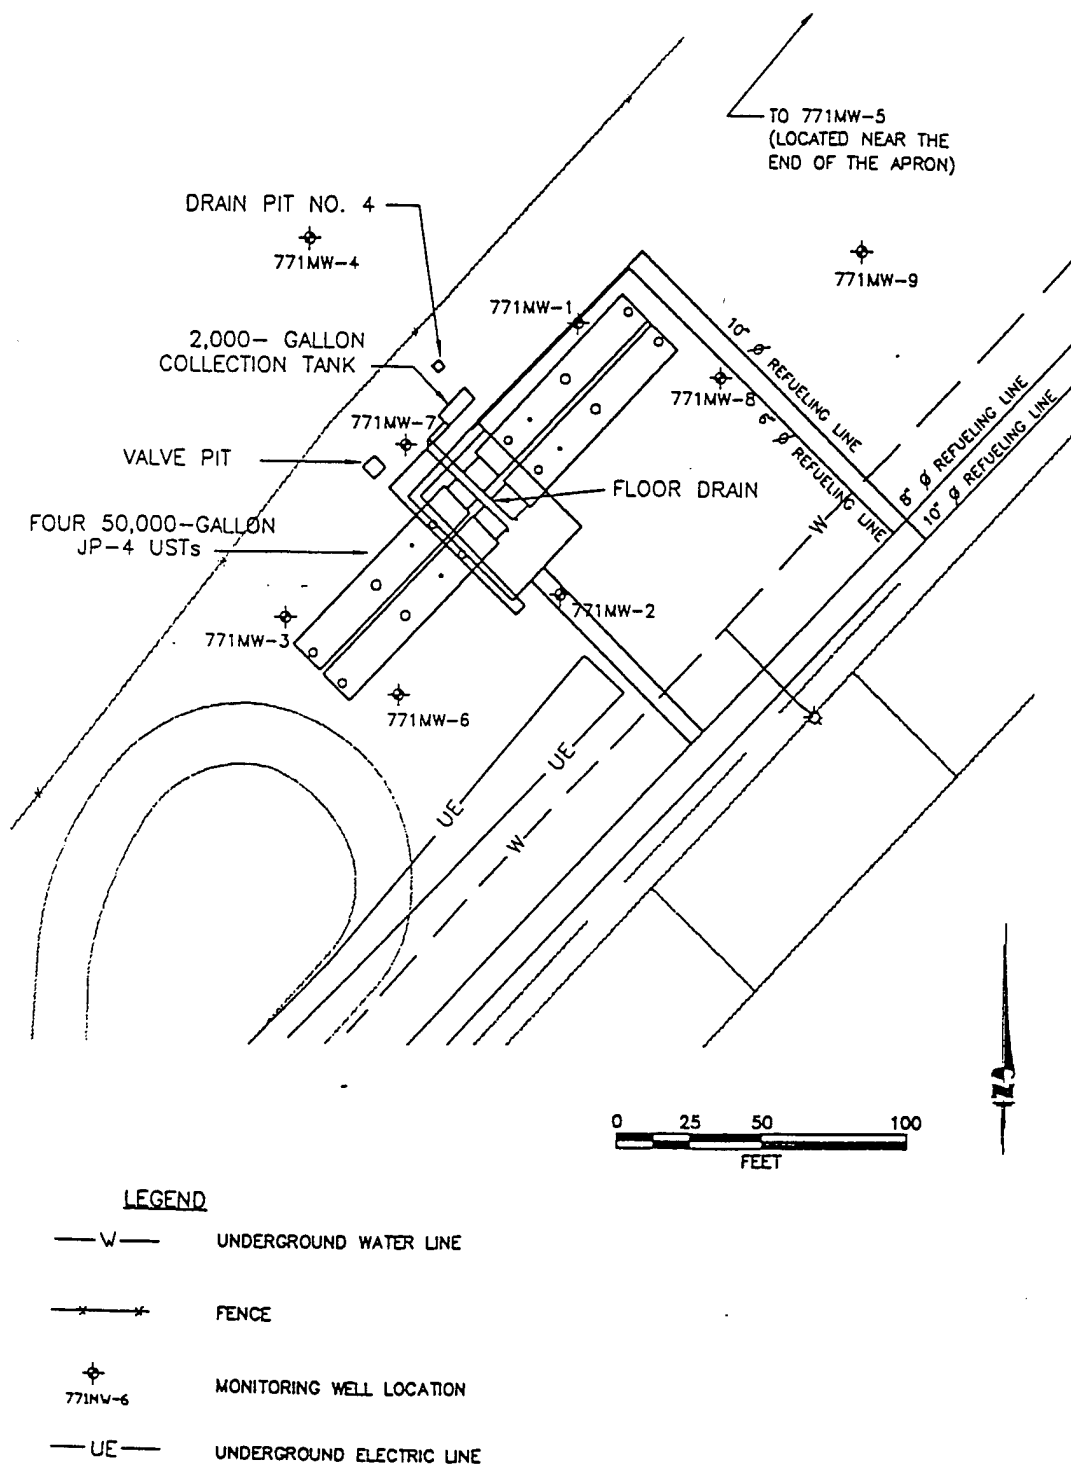 TO 771MW-5
(LOCATED NEAR THE
END OF THE APRON)
DRAIN PIT NO. 4
771MW-4
771MW-9
771MW-1
2,000- GALLON
COLLECTION TANK
10" Ø REFUELING LINE
771MW-8
6" Ø REFUELING LINE
8" Ø REFUELING LINE
10" Ø REFUELING LINE
771MW-7
VALVE PIT
FLOOR DRAIN
W
FOUR 50,000-GALLON
JP-4 USTs
771MW-2
771MW-3
771MW-6
UE
UE
W
N
0 25 50 100
FEET
LEGEND
W UNDERGROUND WATER LINE
FENCE
771MW-6 MONITORING WELL LOCATION
UE UNDERGROUND ELECTRIC LINE